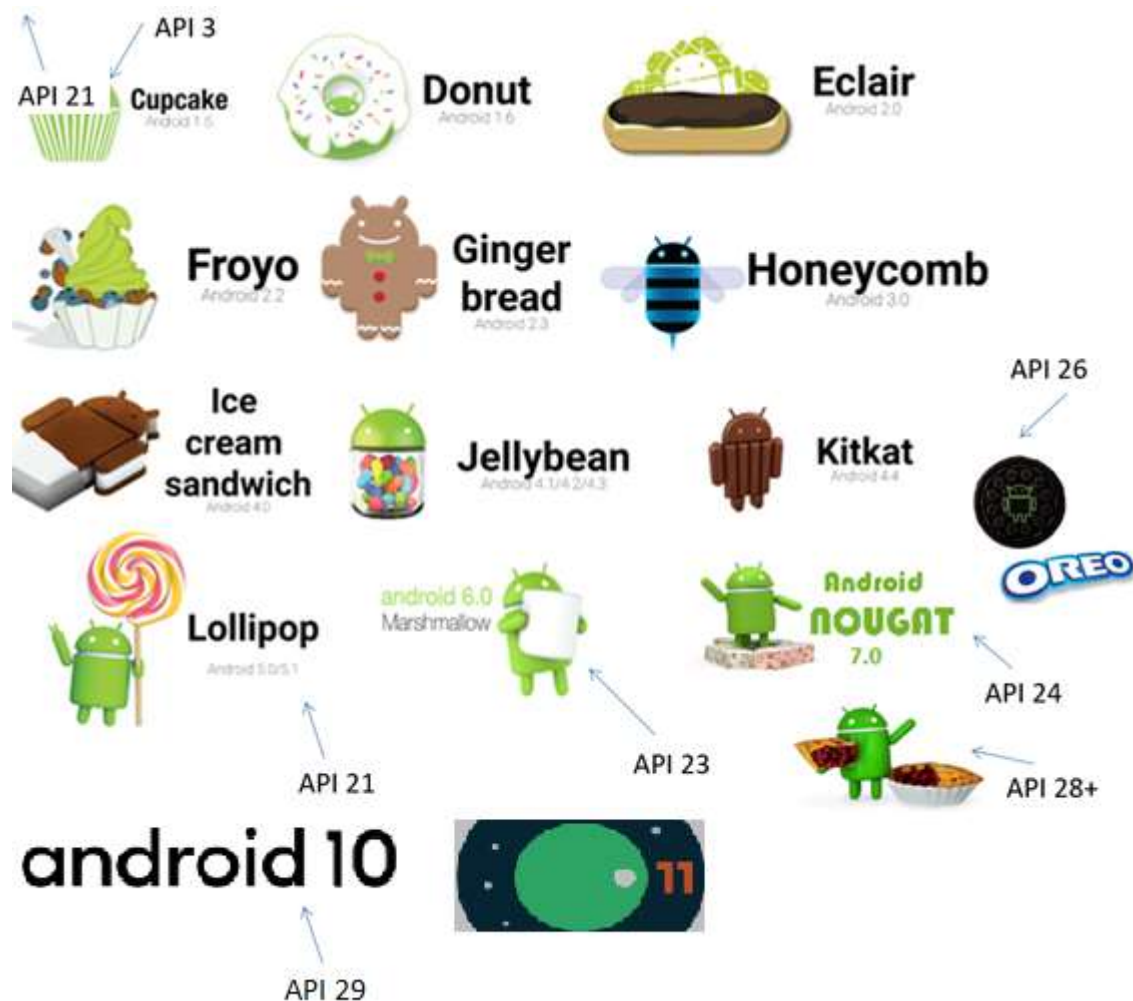 API 3
API 21
Cupcake
Android 1.5
Donut
Android 1.6
Eclair
Android 2.0
Froyo
Android 2.2
Ginger
bread
Android 2.3
Honeycomb
Android 3.0
Ice
cream
sandwich
Android 4.0
Jellybean
Android 4.1/4.2/4.3
Kitkat
Android 4.4
API 26
OREO
Lollipop
Android 5.0/5.1
API 21
android 6.0
Marshmallow
API 23
Android
NOUGAT
7.0
API 24
API 28+
android 10
API 29
11